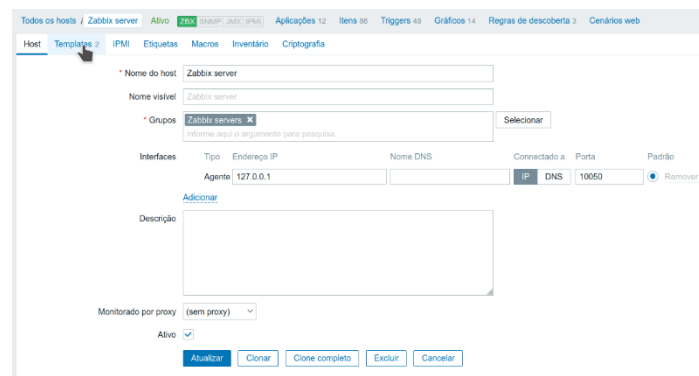 Todos os hosts / Zabbix server Ativo ZBX SNMP JMX IPMI Aplicações 12 Itens 86 Triggers 48 Gráficos 14 Regras de descoberta 3 Cenários web
Host Templates 2 IPMI Etiquetas Macros Inventário Criptografia
* Nome do host Zabbix server
Nome visível Zabbix server
* Grupos Zabbix servers Selecionar
informe aqui o argumento para pesquisa
Interfaces Tipo Endereço IP Nome DNS Connectado a Porta Padrão
Agente 127.0.0.1 IP DNS 10050 Remover
Adicionar
Descrição
Monitorado por proxy (sem proxy)
Ativo
Atualizar Clonar Clone completo Excluir Cancelar